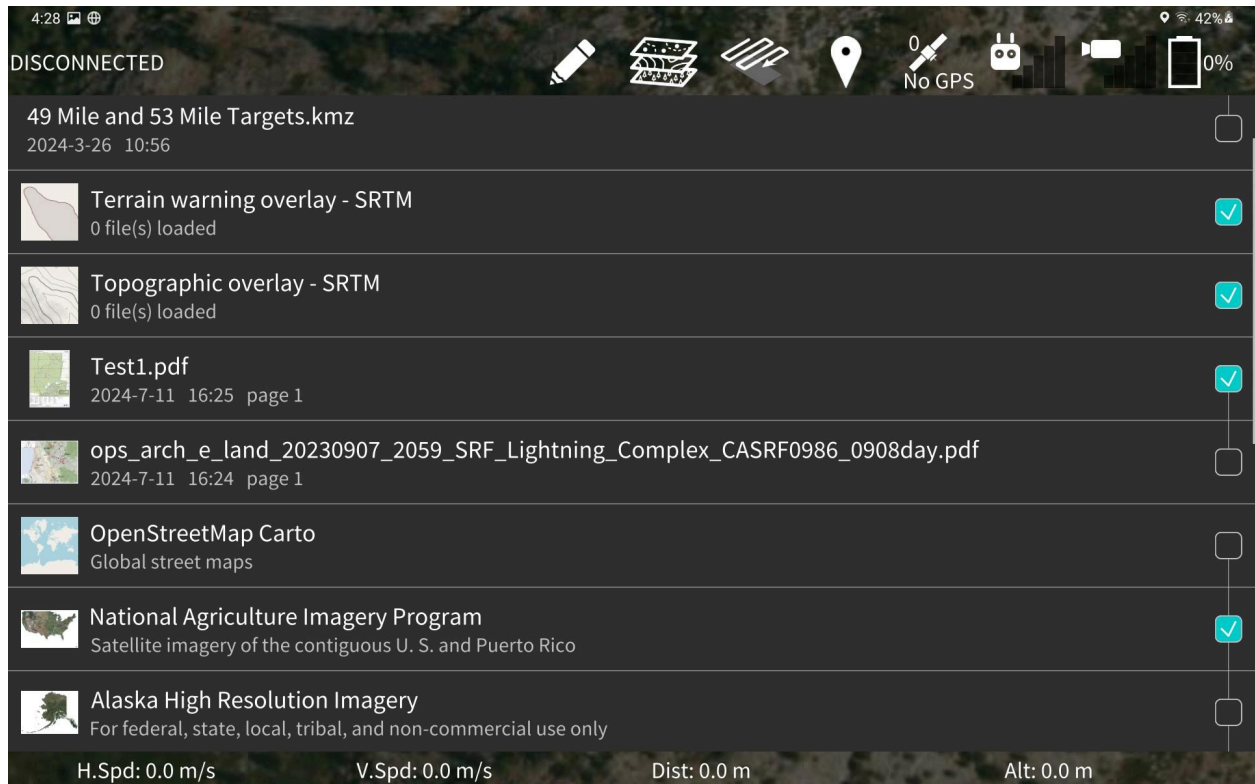 4:28
42%
DISCONNECTED
0
No GPS
0%
49 Mile and 53 Mile Targets.kmz
2024-3-26 10:56
Terrain warning overlay - SRTM
0 file(s) loaded
Topographic overlay - SRTM
0 file(s) loaded
Test1.pdf
2024-7-11 16:25 page 1
ops_arch_e_land_20230907_2059_SRF_Lightning_Complex_CASRF0986_0908day.pdf
2024-7-11 16:24 page 1
OpenStreetMap Carto
Global street maps
National Agriculture Imagery Program
Satellite imagery of the contiguous U. S. and Puerto Rico
Alaska High Resolution Imagery
For federal, state, local, tribal, and non-commercial use only
H.Spd: 0.0 m/s V.Spd: 0.0 m/s Dist: 0.0 m Alt: 0.0 m